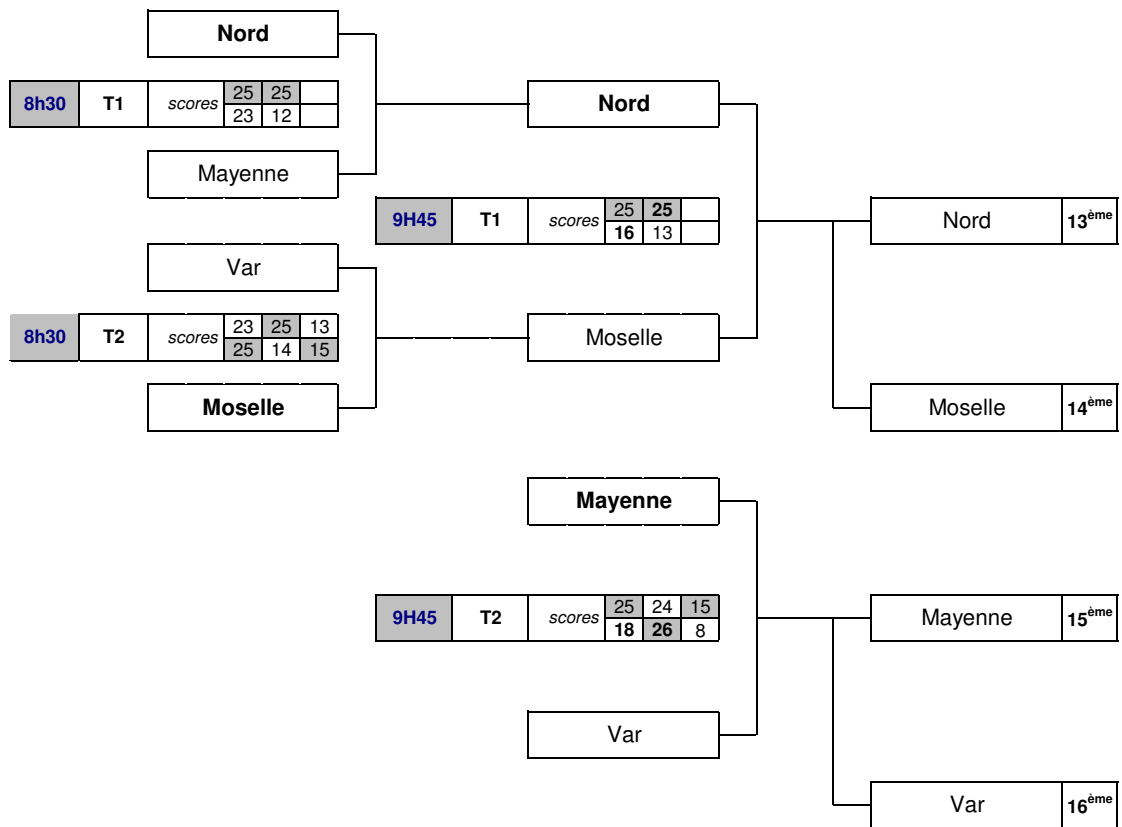 Nord
8h30 T1 scores 25 25
23 12
Nord
Mayenne
9H45 T1 scores 25 25
16 13
Nord 13ème
Var
8h30 T2 scores 23 25 13
25 14 15
Moselle
Moselle
Moselle 14ème
Mayenne
9H45 T2 scores 25 24 15
18 26 8
Mayenne 15ème
Var
Var 16ème